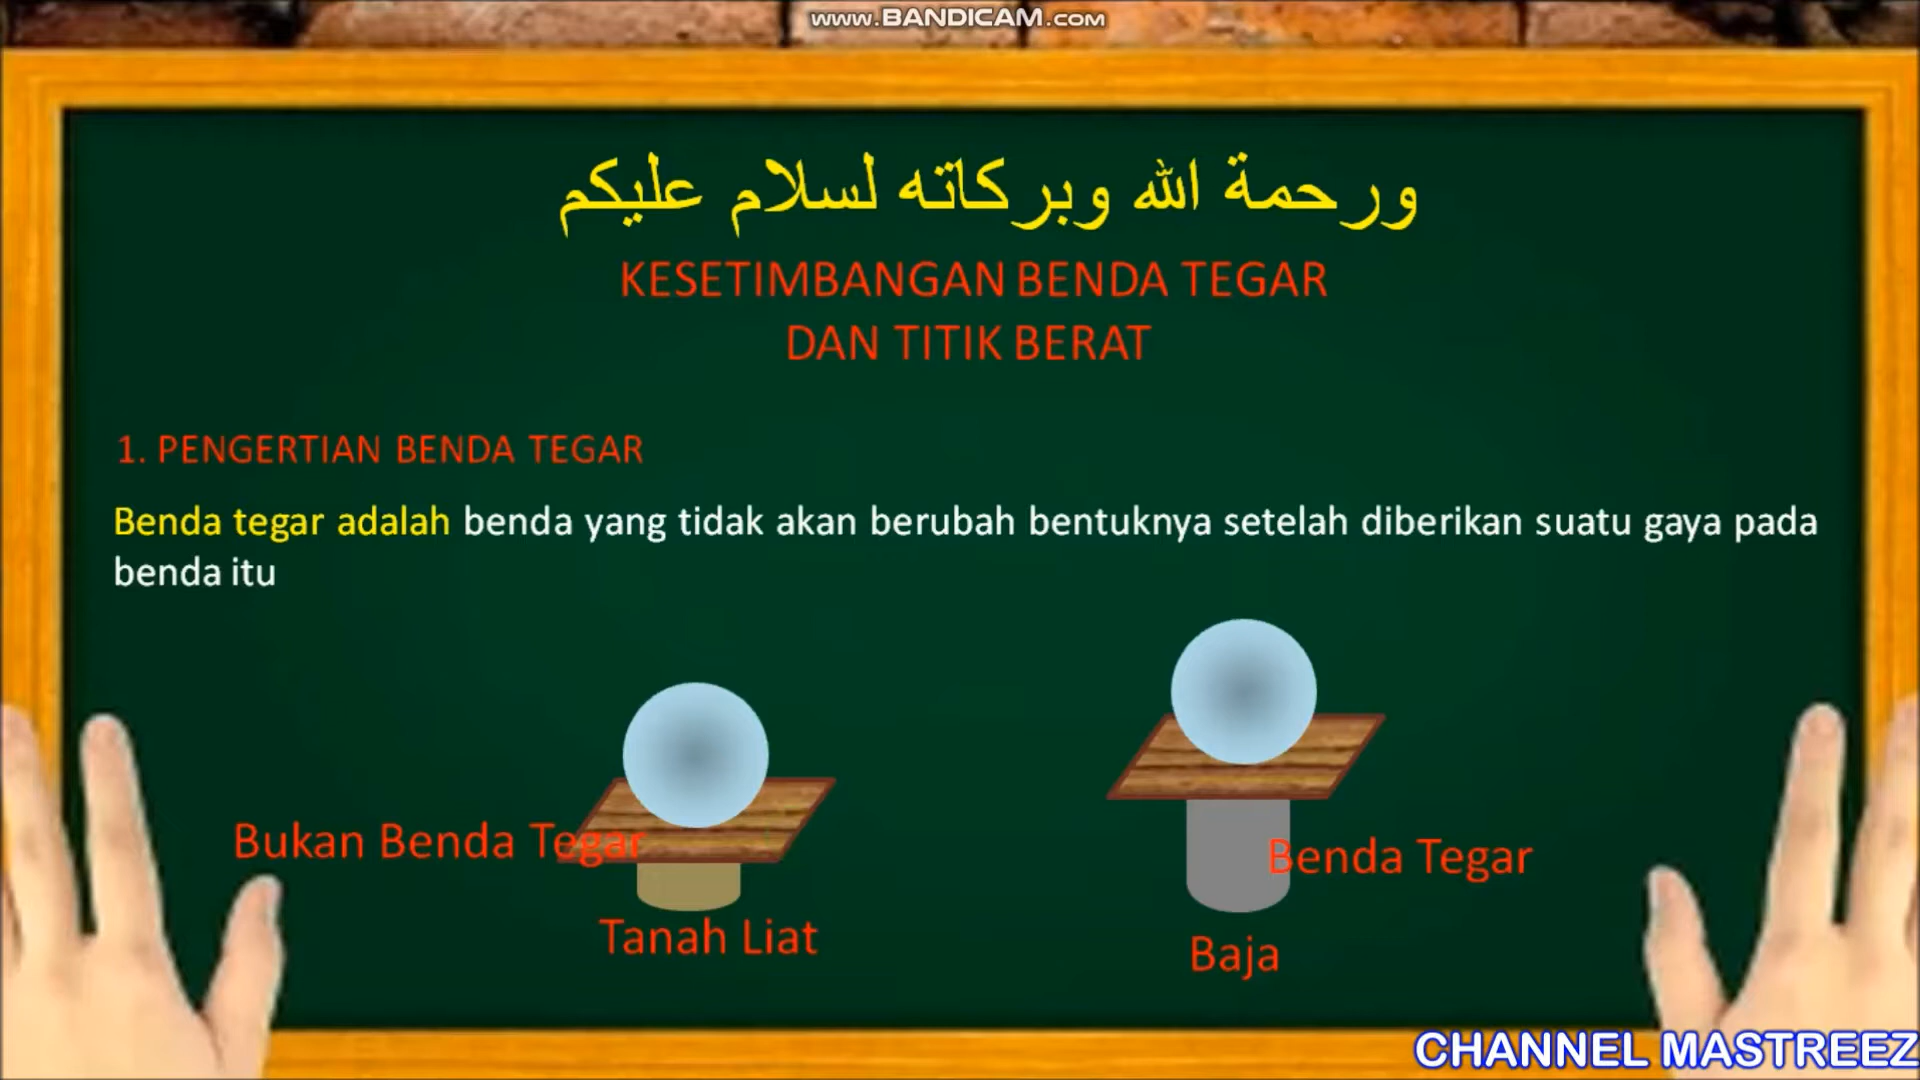 www.BANDICAM.com
ورحمة الله وبركاته لسلام عليكم
KESETIMBANGAN BENDA TEGAR
DAN TITIK BERAT
1. PENGERTIAN BENDA TEGAR
Benda tegar adalah benda yang tidak akan berubah bentuknya setelah diberikan suatu gaya pada
benda itu
Bukan Benda Tegar
Benda Tegar
Tanah Liat
Baja
CHANNEL MASTREEZ